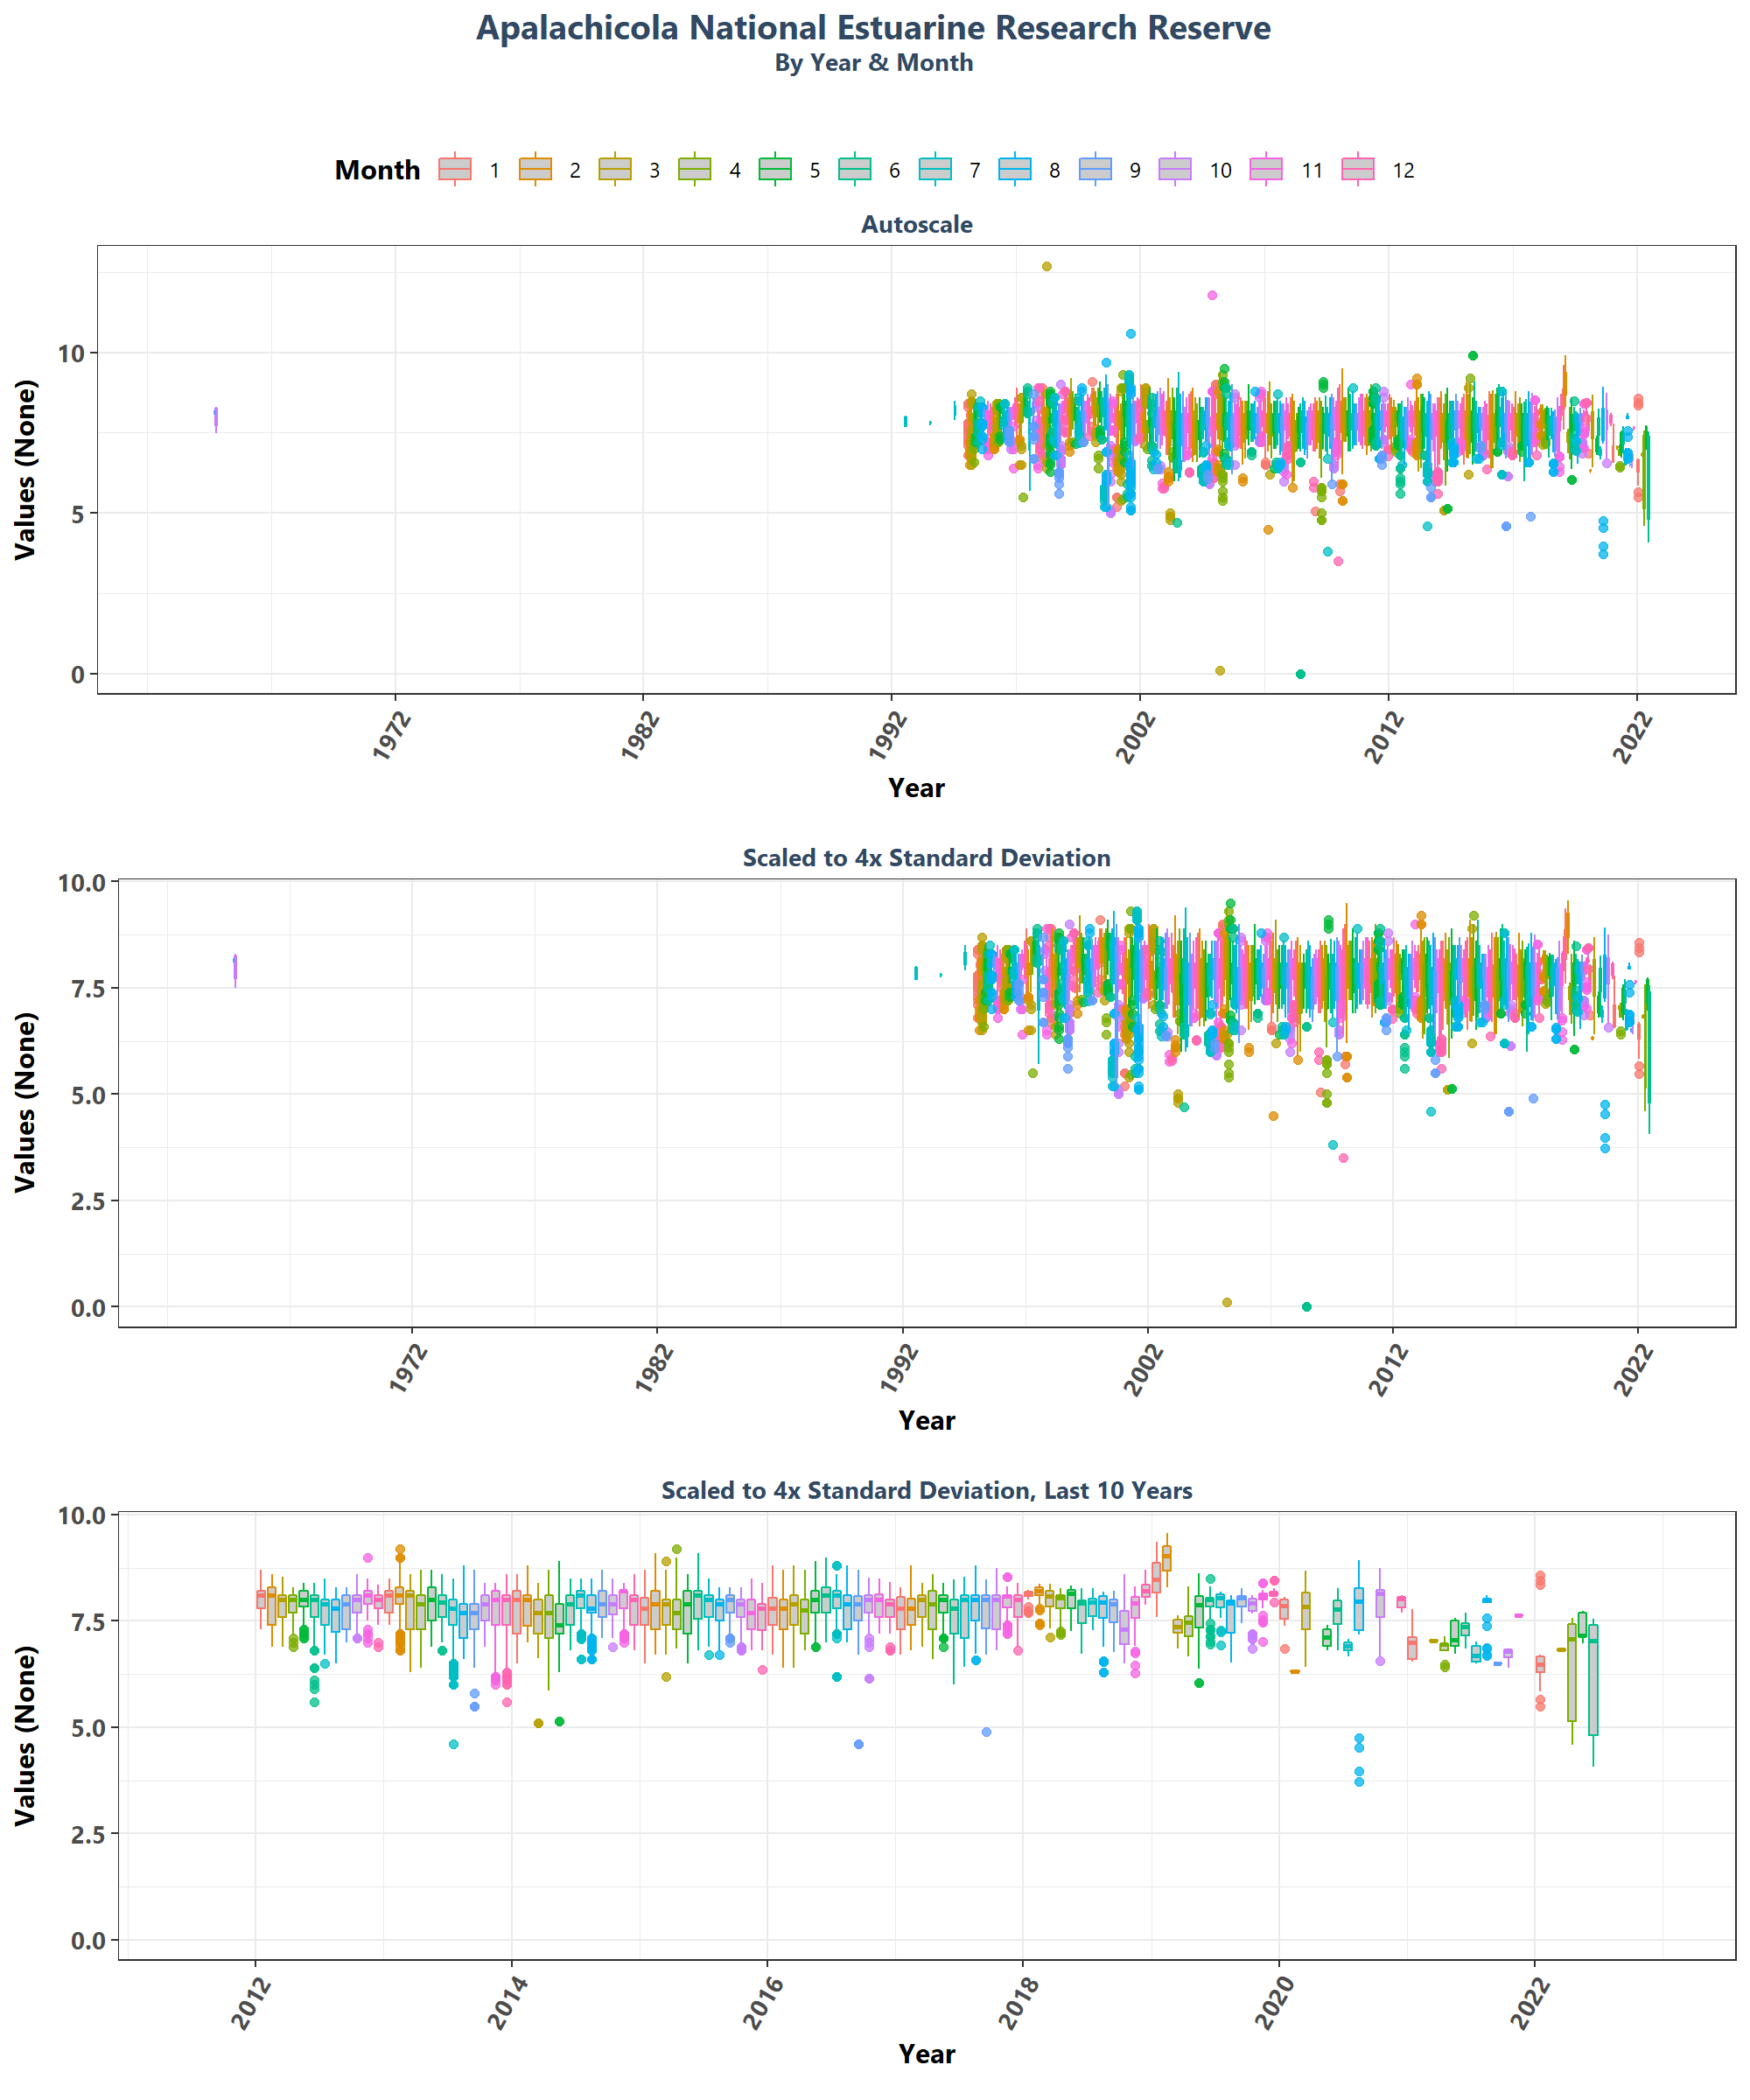 Apalachicola National Estuarine Research Reserve
By Year & Month
Month 1 2 3 4 5 6 7 8 9 10 11 12
Autoscale
Values (None)
10
5
0
1972 1982 1992 2002 2012 2022
Year
Scaled to 4x Standard Deviation
Values (None)
10.0
7.5
5.0
2.5
0.0
1972 1982 1992 2002 2012 2022
Year
Scaled to 4x Standard Deviation, Last 10 Years
Values (None)
10.0
7.5
5.0
2.5
0.0
2012 2014 2016 2018 2020 2022
Year